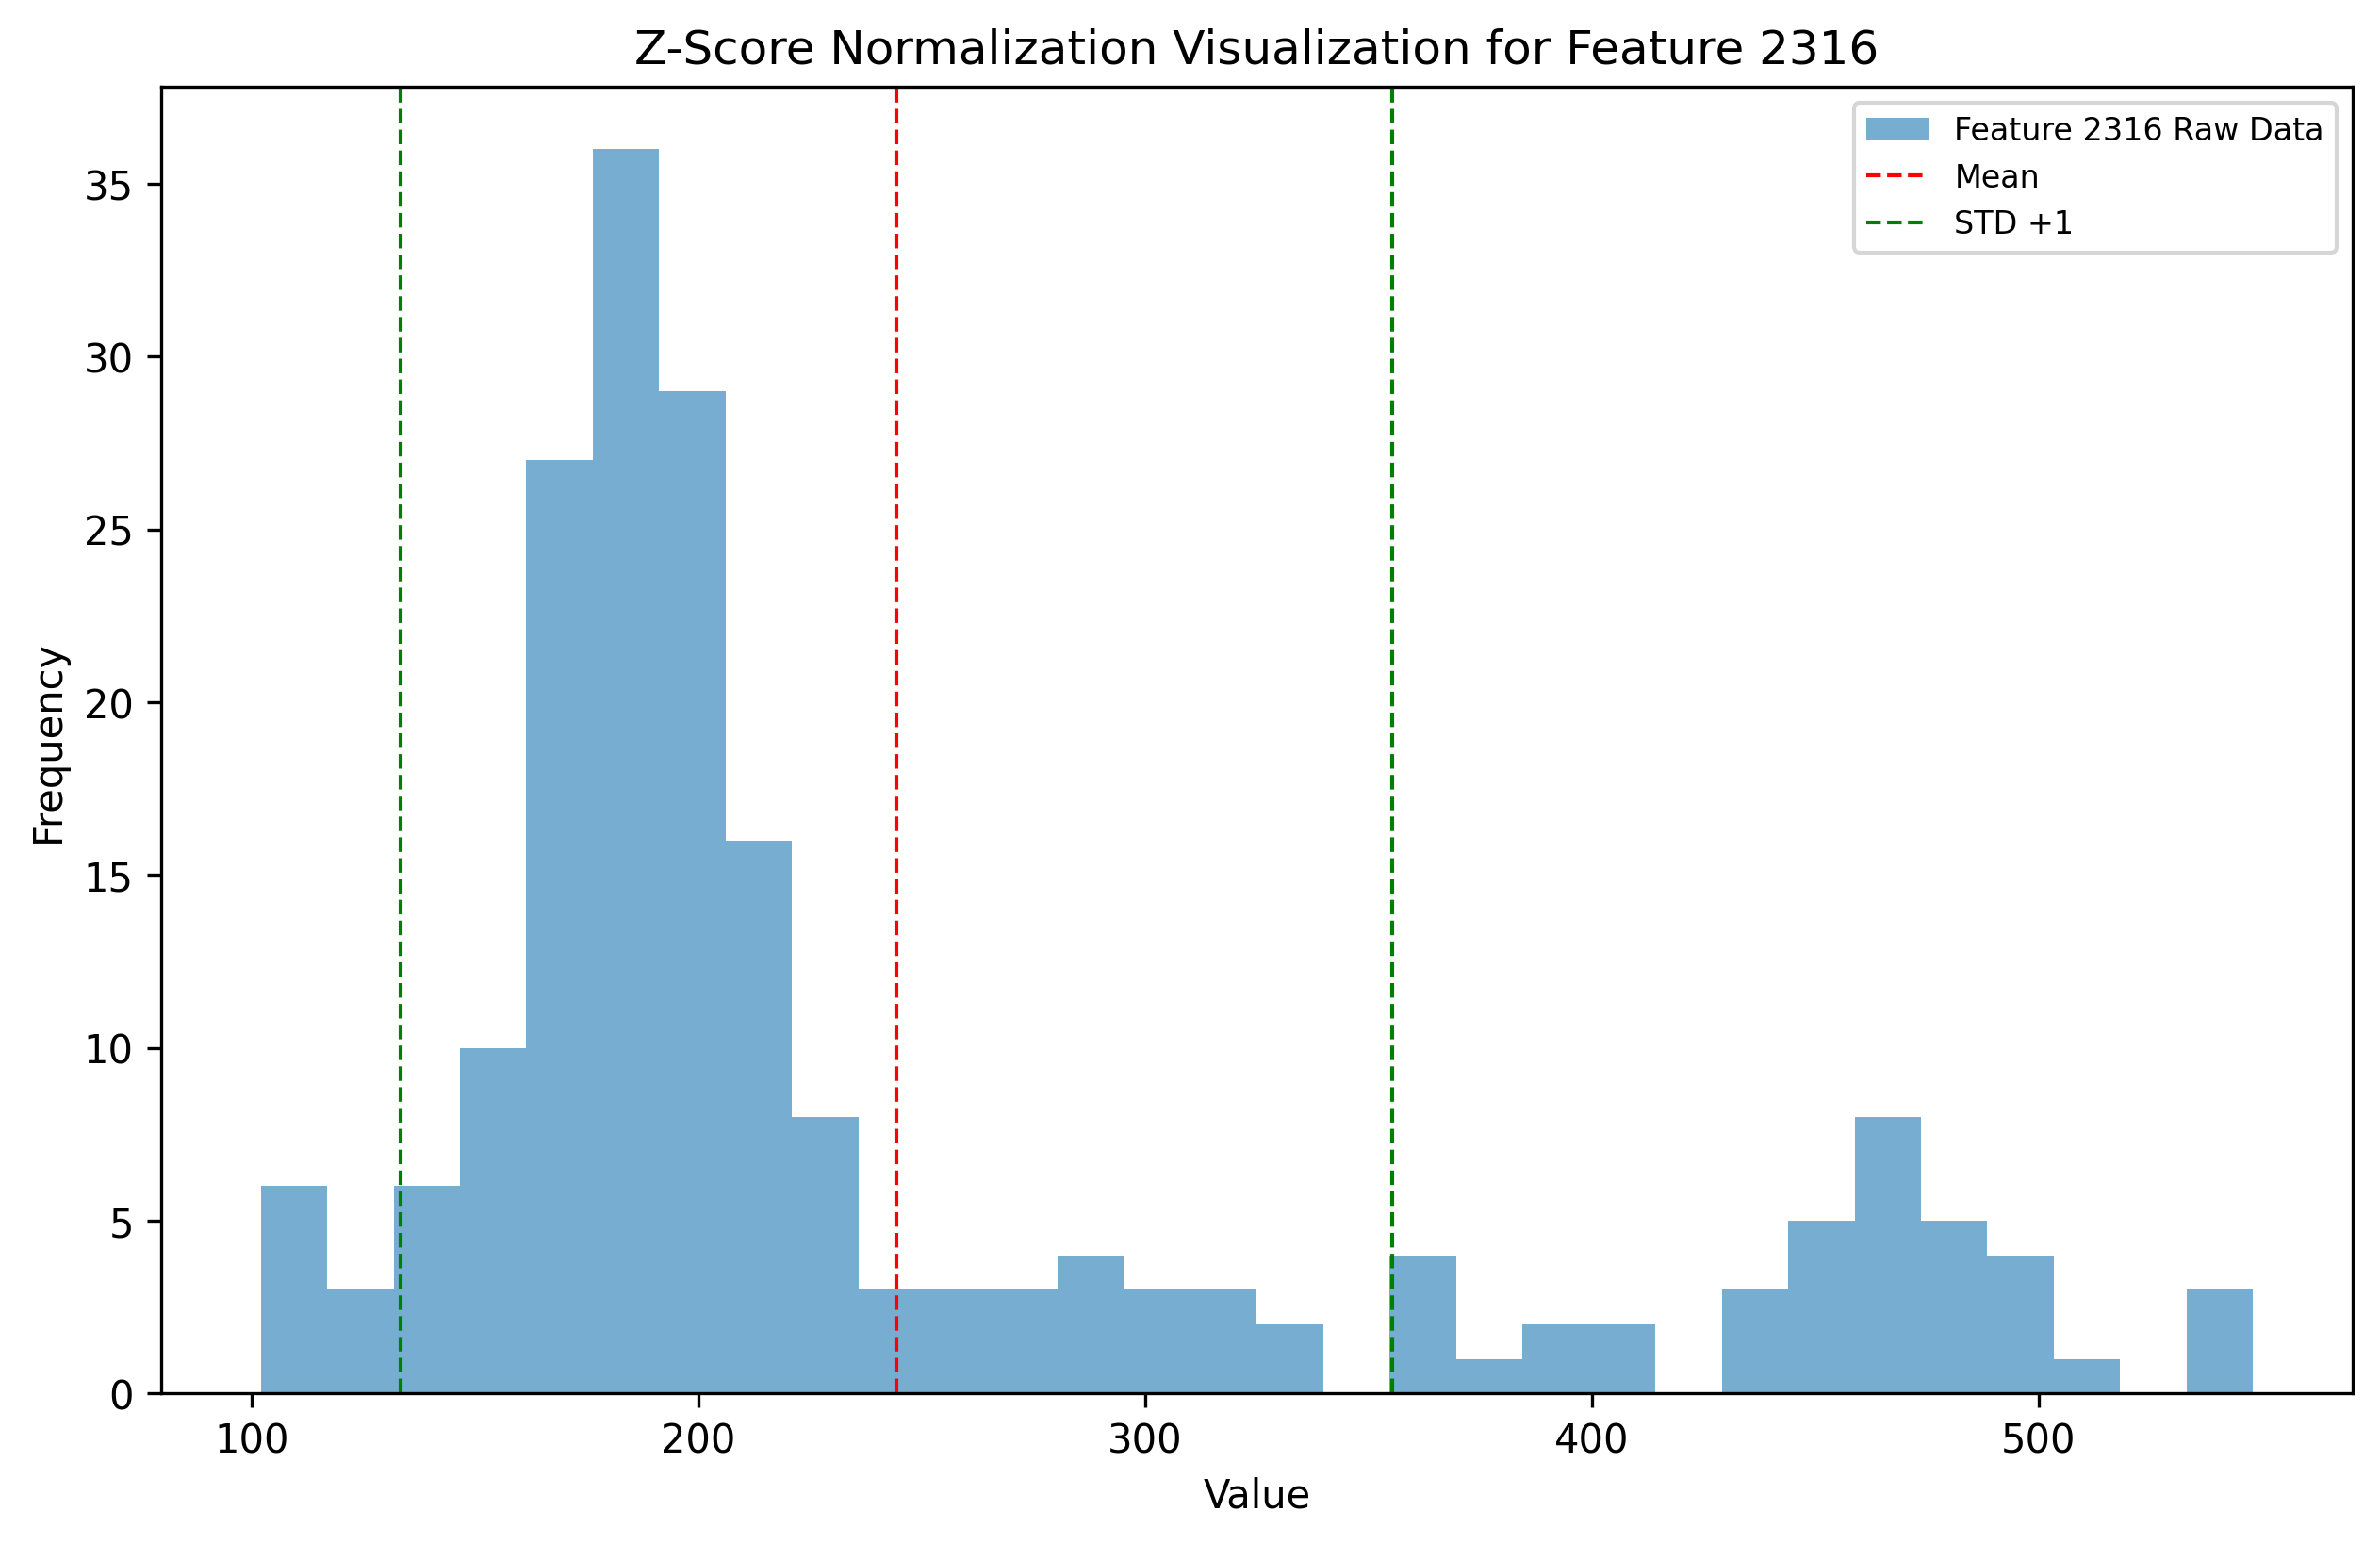 Z-Score Normalization Visualization for Feature 2316
Feature 2316 Raw Data
Mean
STD +1
Frequency
35
30
25
20
15
10
5
0
100 200 300 400 500
Value